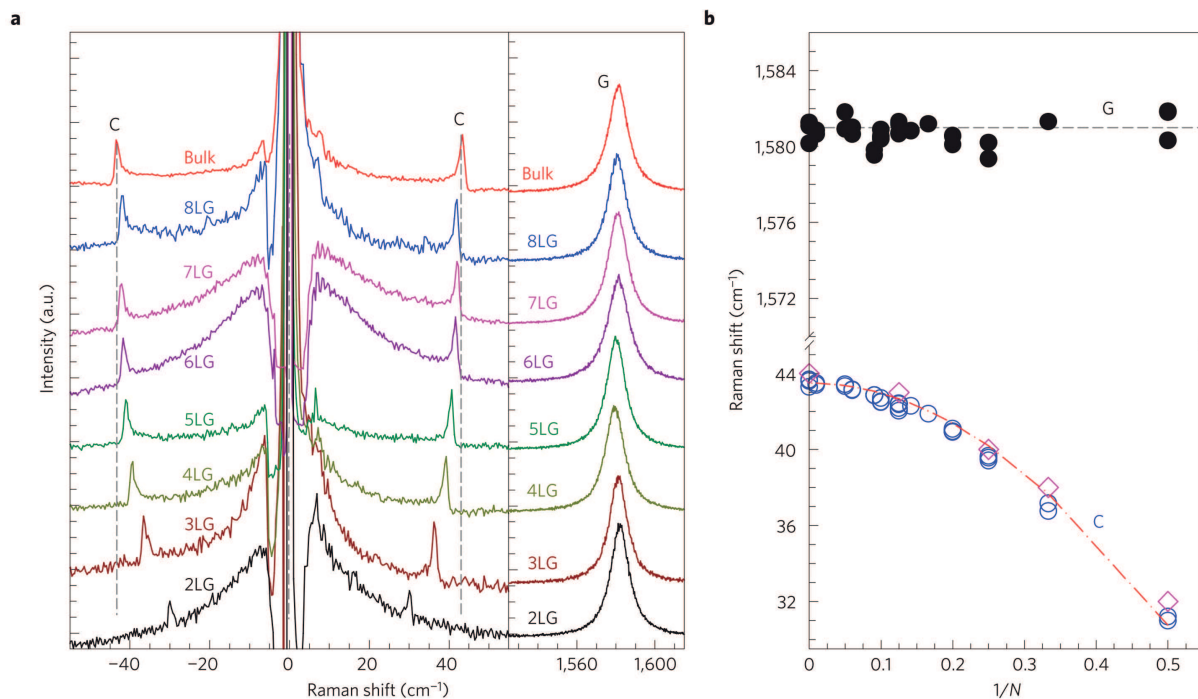 a
b
C
C
G
Bulk
8LG
7LG
6LG
5LG
4LG
3LG
2LG
Bulk
8LG
7LG
6LG
5LG
4LG
3LG
2LG
Intensity (a.u.)
−40
−20
0
20
40
1,560
1,600
Raman shift (cm⁻¹)
1,584
1,580
1,576
1,572
44
40
36
32
Raman shift (cm⁻¹)
G
C
0
0.1
0.2
0.3
0.4
0.5
1/N